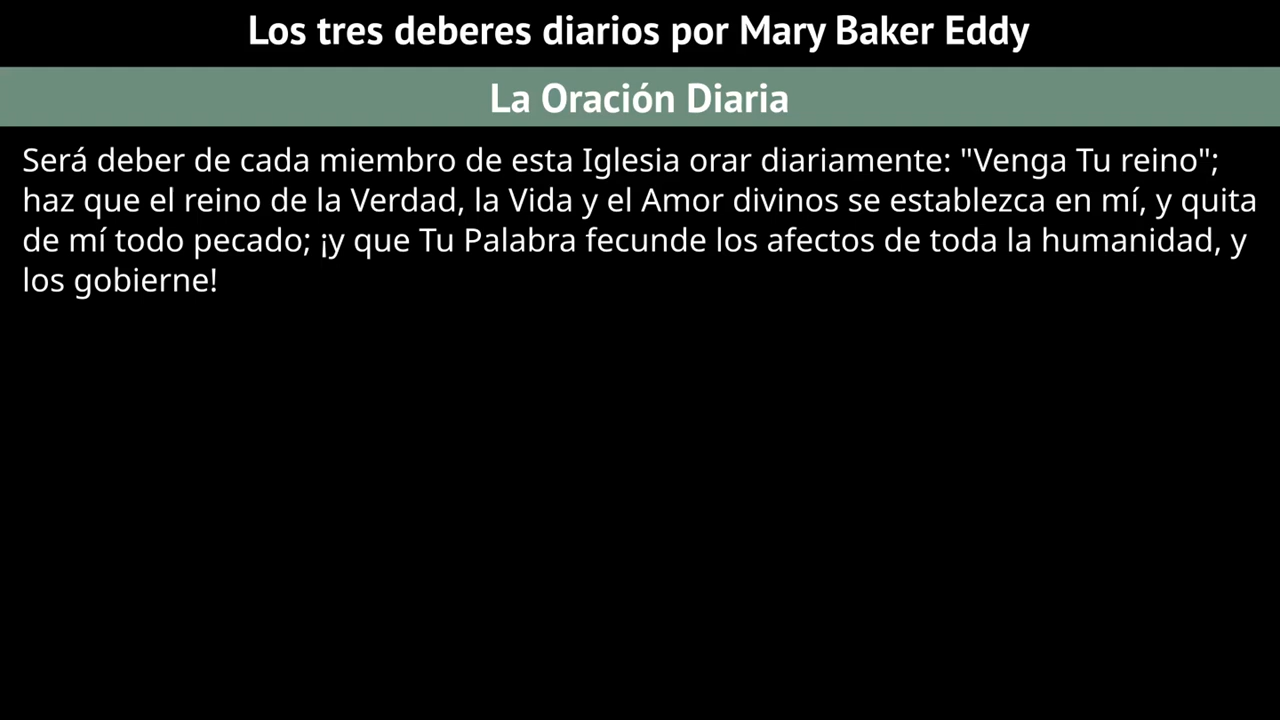 Los tres deberes diarios por Mary Baker Eddy
La Oración Diaria
Será deber de cada miembro de esta Iglesia orar diariamente: "Venga Tu reino";
haz que el reino de la Verdad, la Vida y el Amor divinos se establezca en mí, y quita
de mí todo pecado; ¡y que Tu Palabra fecunde los afectos de toda la humanidad, y
los gobierne!